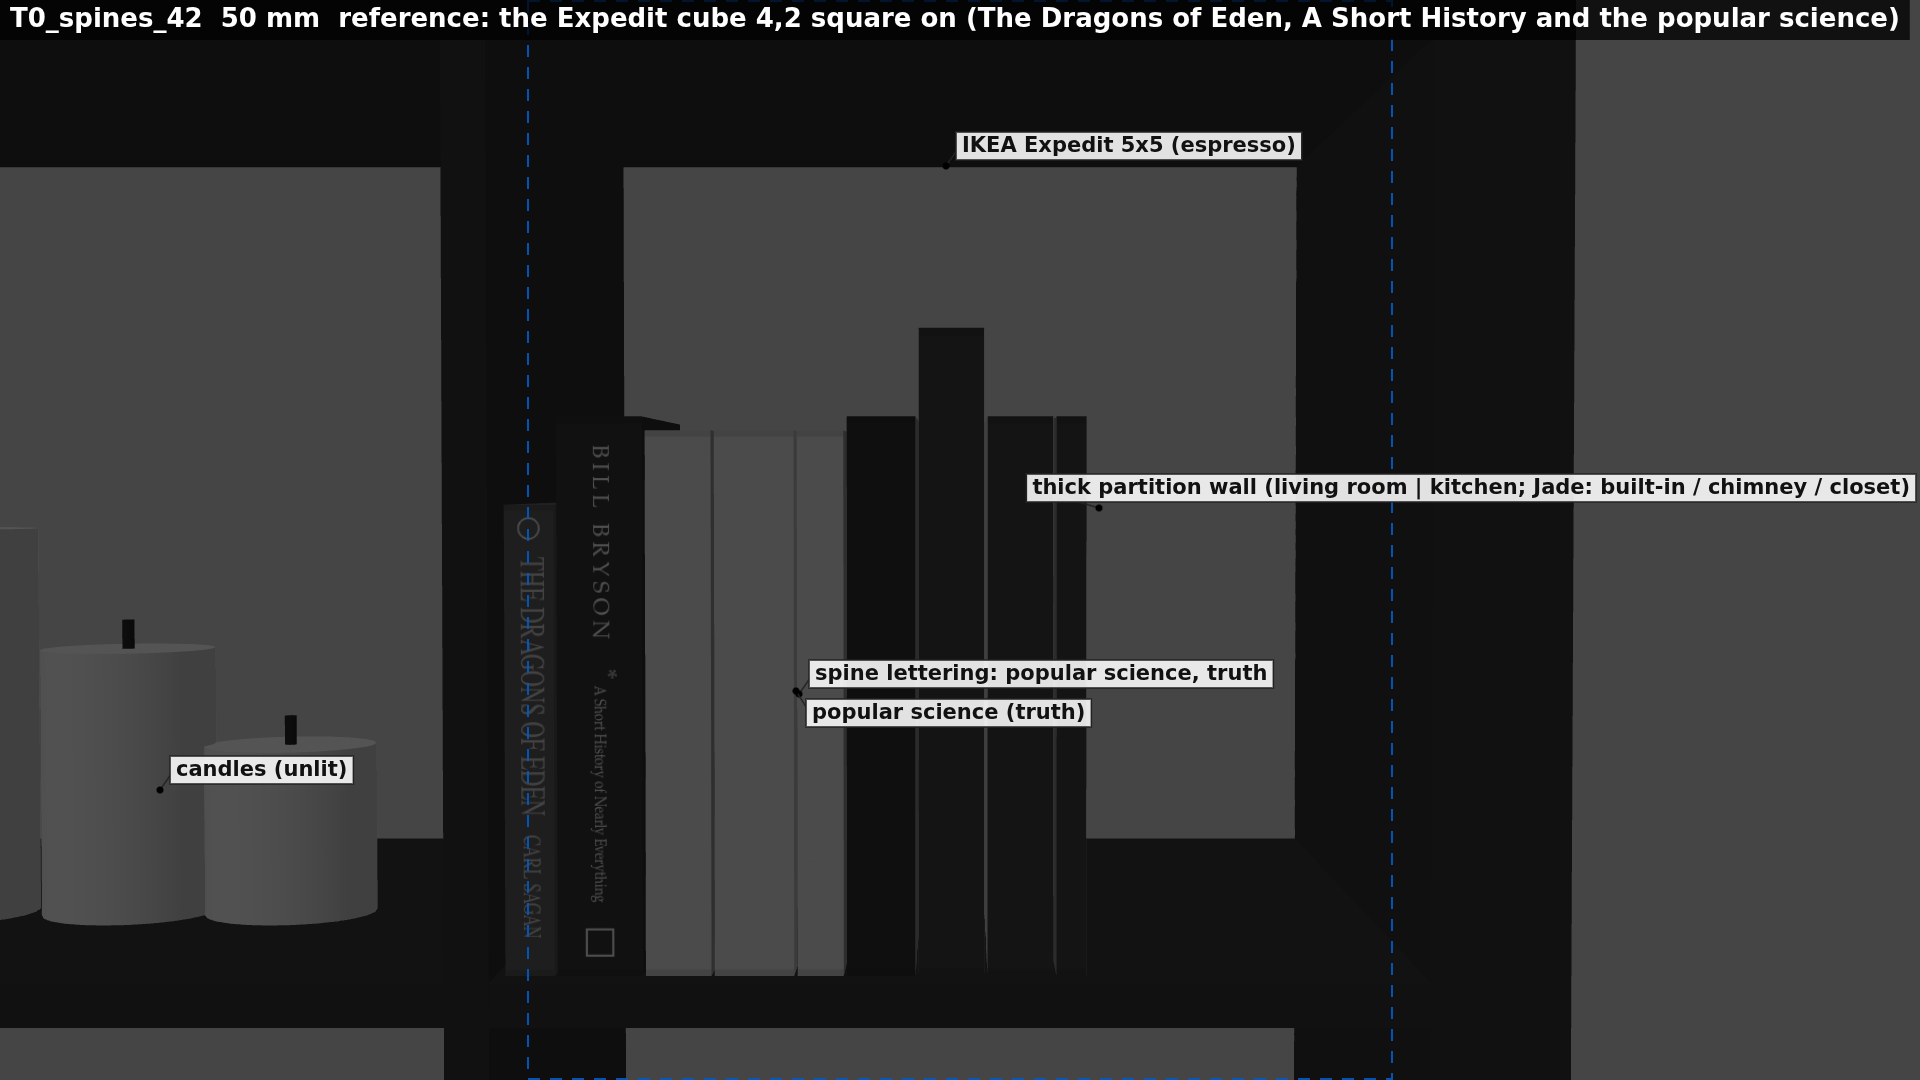 T0_spines_42 50 mm reference: the Expedit cube 4,2 square on (The Dragons of Eden, A Short History and the popular science)
IKEA Expedit 5x5 (espresso)
thick partition wall (living room | kitchen; Jade: built-in / chimney / closet)
spine lettering: popular science, truth
popular science (truth)
candles (unlit)
THE DRAGONS OF EDEN CARL SAGAN
BILL BRYSON * A Short History of Nearly Everything